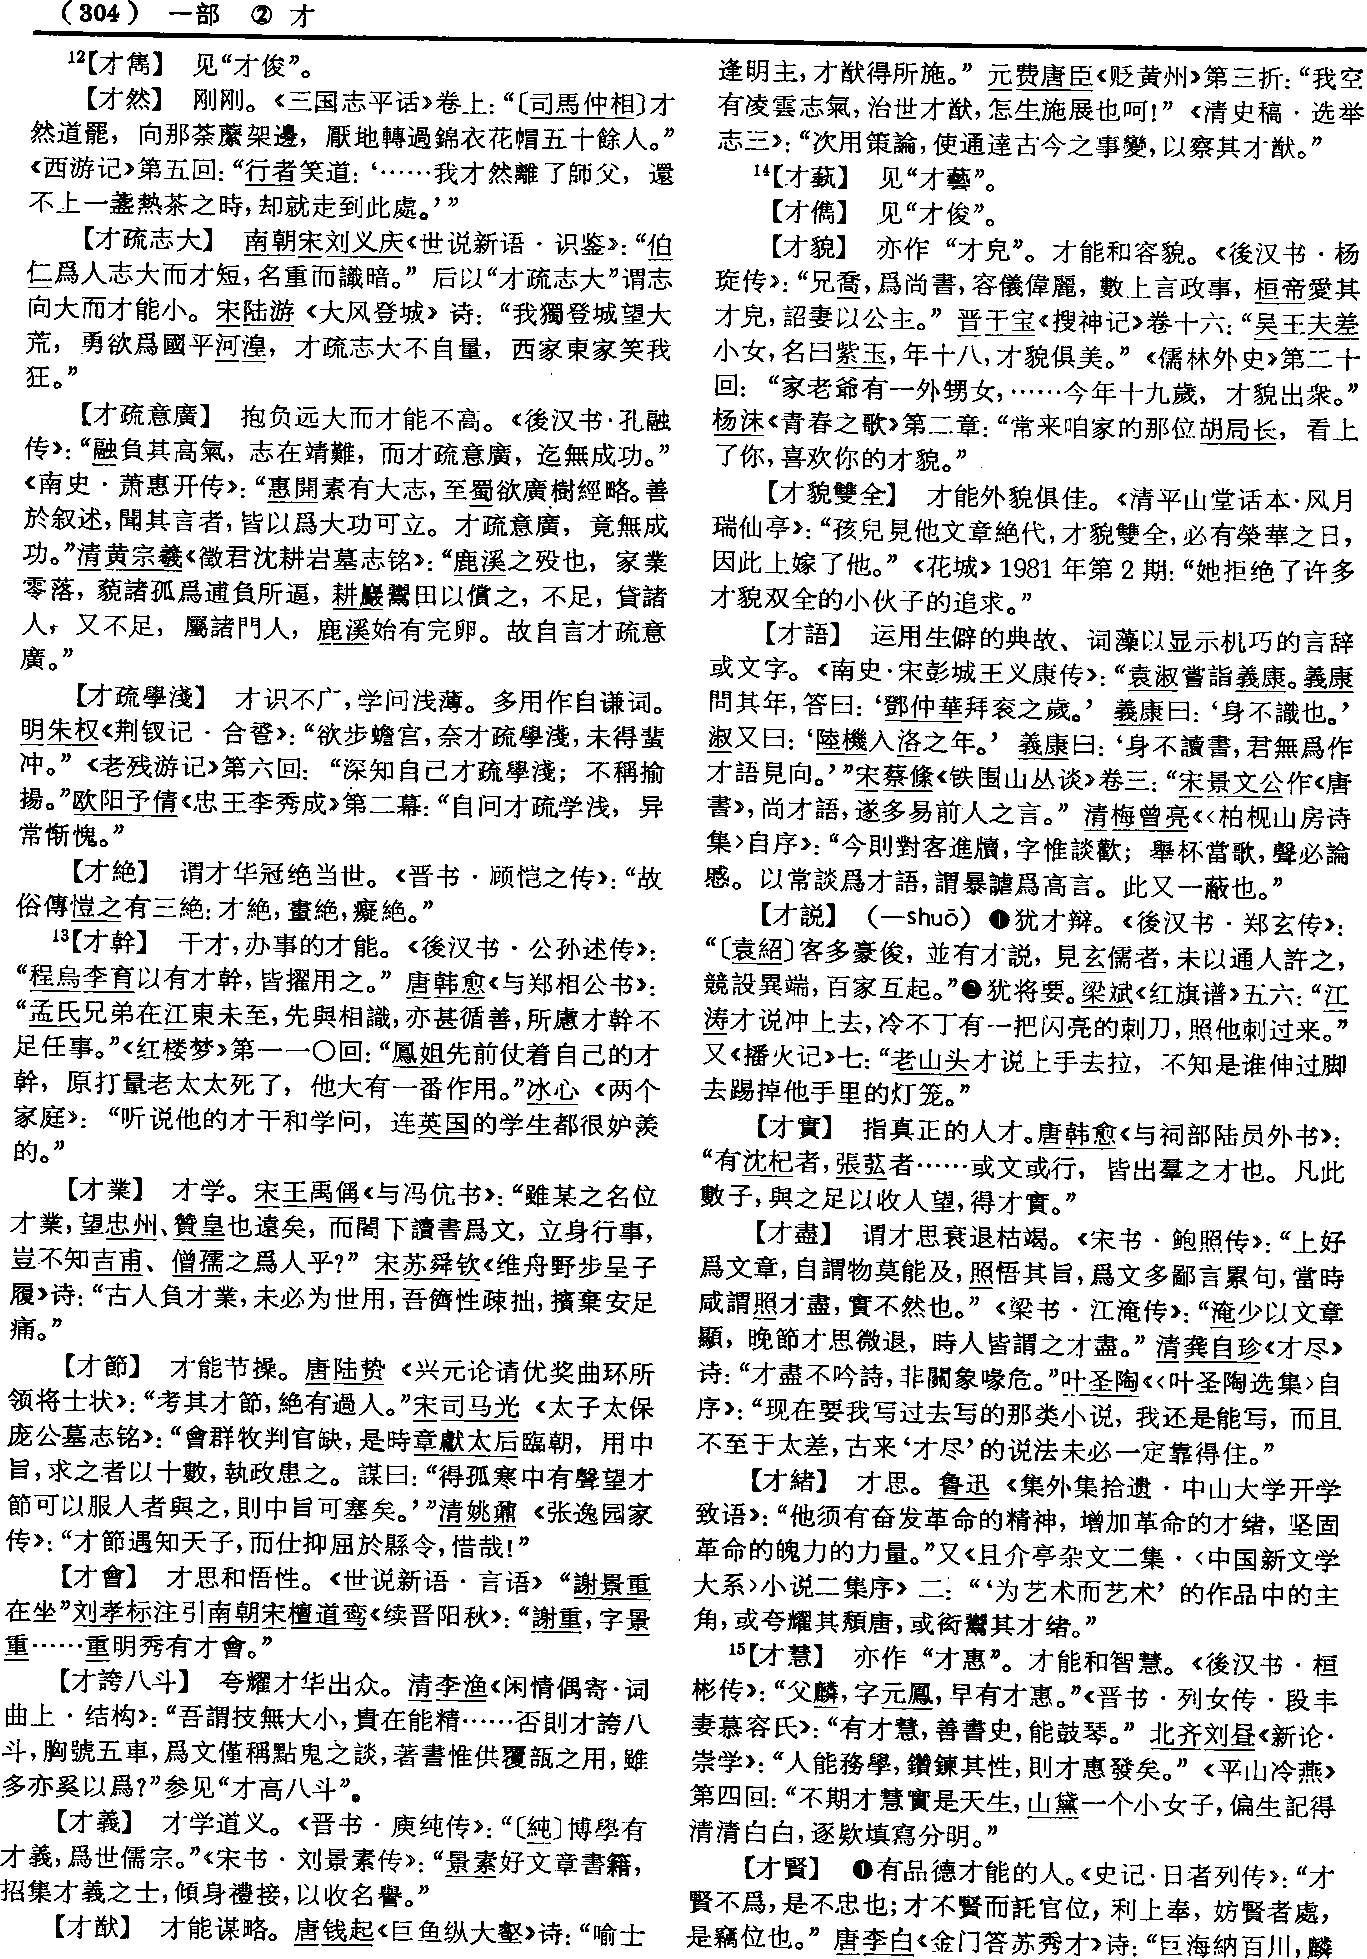 （304） 一部 ② 才
¹²【才雋】 见“才俊”。
【才然】 刚刚。《三国志平话》卷上：“〔司馬仲相〕才
然道罷，向那荼䕷架邊，厭地轉過錦衣花帽五十餘人。”
《西游记》第五回：“行者笑道：‘……我才然離了師父，還
不上一盞熱茶之時，却就走到此處。’”
【才疏志大】 南朝宋刘义庆《世说新语·识鉴》：“伯
仁爲人志大而才短，名重而識暗。” 后以“才疏志大”谓志
向大而才能小。宋陆游《大风登城》诗：“我獨登城望大
荒，勇欲爲國平河湟，才疏志大不自量，西家東家笑我
狂。”
【才疏意廣】 抱负远大而才能不高。《後汉书·孔融
传》：“融負其高氣，志在靖難，而才疏意廣，迄無成功。”
《南史·萧惠开传》：“惠開素有大志，至蜀欲廣樹經略。善
於叙述，聞其言者，皆以爲大功可立。才疏意廣，竟無成
功。”清黄宗羲《徵君沈耕岩墓志铭》：“鹿溪之殁也，家業
零落，藐諸孤爲逋負所逼，耕巖鬻田以償之，不足，貸諸
人，又不足，屬諸門人，鹿溪始有完卵。故自言才疏意
廣。”
【才疏學淺】 才识不广，学问浅薄。多用作自谦词。
明朱权《荆钗记·合卺》：“欲步蟾宫，奈才疏學淺，未得蜚
冲。”《老残游记》第六回：“深知自己才疏學淺；不稱揄
揚。”欧阳予倩《忠王李秀成》第二幕：“自问才疏学浅，异
常惭愧。”
【才絶】 谓才华冠绝当世。《晋书·顾恺之传》：“故
俗傳愷之有三絶：才絶，畫絶，癡絶。”
¹³【才幹】 干才，办事的才能。《後汉书·公孙述传》：
“程烏李育以有才幹，皆擢用之。” 唐韩愈《与郑相公书》：
“孟氏兄弟在江東未至，先與相識，亦甚循善，所慮才幹不
足任事。”《红楼梦》第一一〇回：“鳳姐先前仗着自己的才
幹，原打量老太太死了，他大有一番作用。”冰心《两个
家庭》：“听说他的才干和学问，连英国的学生都很妒羡
的。”
【才業】 才学。宋王禹偁《与冯伉书》：“雖某之名位
才業，望忠州、贊皇也遠矣，而閣下讀書爲文，立身行事，
豈不知吉甫、僧孺之爲人乎？” 宋苏舜钦《维舟野步呈子
履》诗：“古人負才業，未必为世用，吾儕性疎拙，擯棄安足
痛。”
【才節】 才能节操。唐陆贽《兴元论请优奖曲环所
领将士状》：“考其才節，絶有過人。”宋司马光《太子太保
庞公墓志铭》：“會群牧判官缺，是時章獻太后臨朝，用中
旨，求之者以十數，執政患之。謀曰：“得孤寒中有聲望才
節可以服人者與之，則中旨可塞矣。’”清姚鼐《张逸园家
传》：“才節遇知天子，而仕抑屈於縣令，惜哉！”
【才會】 才思和悟性。《世说新语·言语》“謝景重
在坐”刘孝标注引南朝宋檀道鸾《续晋阳秋》：“謝重，字景
重……重明秀有才會。”
【才誇八斗】 夸耀才华出众。清李渔《闲情偶寄·词
曲上·结构》：“吾謂技無大小，貴在能精……否則才誇八
斗，胸號五車，爲文僅稱點鬼之談，著書惟供覆瓿之用，雖
多亦奚以爲？”参见“才高八斗”。
【才義】 才学道义。《晋书·庾纯传》：“〔純〕博學有
才義，爲世儒宗。”《宋书·刘景素传》：“景素好文章書籍，
招集才義之士，傾身禮接，以收名譽。”
【才猷】 才能谋略。唐钱起《巨鱼纵大壑》诗：“喻士
逢明主，才猷得所施。” 元费唐臣《贬黄州》第三折：“我空
有凌雲志氣，治世才猷，怎生施展也呵！” 《清史稿·选举
志三》：“次用策論，使通達古今之事變，以察其才猷。”
¹⁴【才蓺】 见“才藝”。
【才儁】 见“才俊”。
【才貌】 亦作“才皃”。才能和容貌。《後汉书·杨
琁传》：“兄喬，爲尚書，容儀偉麗，數上言政事，桓帝愛其
才皃，詔妻以公主。” 晋干宝《搜神记》卷十六：“吴王夫差
小女，名曰紫玉，年十八，才貌俱美。”《儒林外史》第二十
回：“家老爺有一外甥女，……今年十九歲，才貌出衆。”
杨沫《青春之歌》第二章：“常来咱家的那位胡局长，看上
了你，喜欢你的才貌。”
【才貌雙全】 才能外貌俱佳。《清平山堂话本·风月
瑞仙亭》：“孩兒見他文章絶代，才貌雙全，必有榮華之日，
因此上嫁了他。”《花城》1981年第2期：“她拒绝了许多
才貌双全的小伙子的追求。”
【才語】 运用生僻的典故、词藻以显示机巧的言辞
或文字。《南史·宋彭城王义康传》：“袁淑嘗詣義康。義康
問其年，答曰：‘鄧仲華拜衮之歲。’ 義康曰：‘身不識也。’
淑又曰：‘陸機入洛之年。’ 義康曰：‘身不讀書，君無爲作
才語見向。’”宋蔡絛《铁围山丛谈》卷三：“宋景文公作《唐
書》，尚才語，遂多易前人之言。” 清梅曾亮《〈柏枧山房诗
集〉自序》：“今則對客進牘，字惟談歡；舉杯當歌，聲必論
感。以常談爲才語，謂暴謔爲高言。此又一蔽也。”
【才説】 （—shuō）❶犹才辩。《後汉书·郑玄传》：
“〔袁紹〕客多豪俊，並有才説，見玄儒者，未以通人許之，
競設異端，百家互起。”❷犹将要。梁斌《红旗谱》五六：“江
涛才说冲上去，冷不丁有一把闪亮的刺刀，照他刺过来。”
又《播火记》七：“老山头才说上手去拉，不知是谁伸过脚
去踢掉他手里的灯笼。”
【才實】 指真正的人才。唐韩愈《与祠部陆员外书》：
“有沈杞者，張苰者……或文或行，皆出羣之才也。凡此
數子，與之足以收人望，得才實。”
【才盡】 谓才思衰退枯竭。《宋书·鲍照传》：“上好
爲文章，自謂物莫能及，照悟其旨，爲文多鄙言累句，當時
咸謂照才盡，實不然也。” 《梁书·江淹传》：“淹少以文章
顯，晚節才思微退，時人皆謂之才盡。” 清龚自珍《才尽》
诗：“才盡不吟詩，非關象喙危。”叶圣陶《〈叶圣陶选集〉自
序》：“现在要我写过去写的那类小说，我还是能写，而且
不至于太差，古来‘才尽’的说法未必一定靠得住。”
【才緒】 才思。鲁迅《集外集拾遗·中山大学开学
致语》：“他须有奋发革命的精神，增加革命的才绪，坚固
革命的魄力的力量。”又《且介亭杂文二集·〈中国新文学
大系〉小说二集序》二：“‘为艺术而艺术’的作品中的主
角，或夸耀其頹唐，或衒鬻其才绪。”
¹⁵【才慧】 亦作“才惠”。才能和智慧。《後汉书·桓
彬传》：“父麟，字元鳳，早有才惠。”《晋书·列女传·段丰
妻慕容氏》：“有才慧，善書史，能鼓琴。” 北齐刘昼《新论·
崇学》：“人能務學，鑽鍊其性，則才惠發矣。”《平山冷燕》
第四回：“不期才慧實是天生，山黛一个小女子，偏生記得
清清白白，逐欵填寫分明。”
【才賢】 ❶有品德才能的人。《史记·日者列传》：“才
賢不爲，是不忠也；才不賢而託官位，利上奉，妨賢者處，
是竊位也。” 唐李白《金门答苏秀才》诗：“巨海纳百川，麟